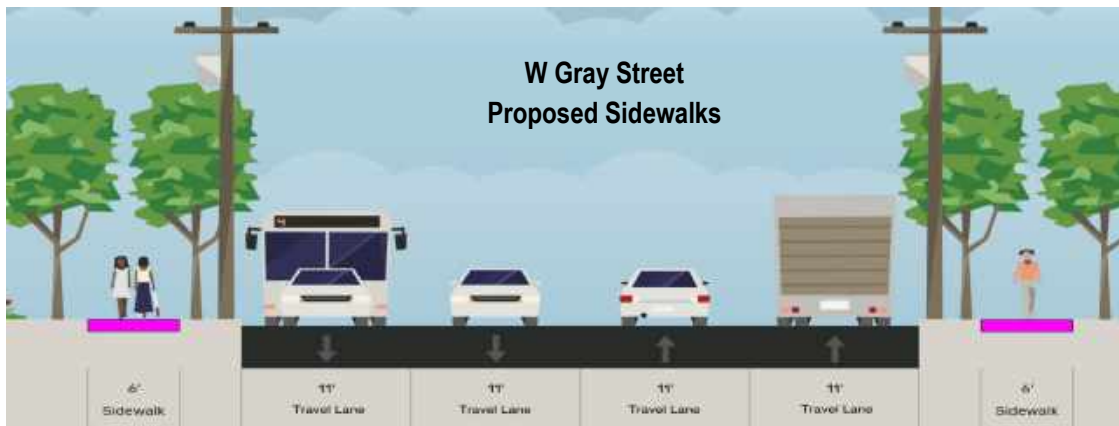 W Gray Street
Proposed Sidewalks
6'
Sidewalk
11'
Travel Lane
11'
Travel Lane
11'
Travel Lane
11'
Travel Lane
6'
Sidewalk